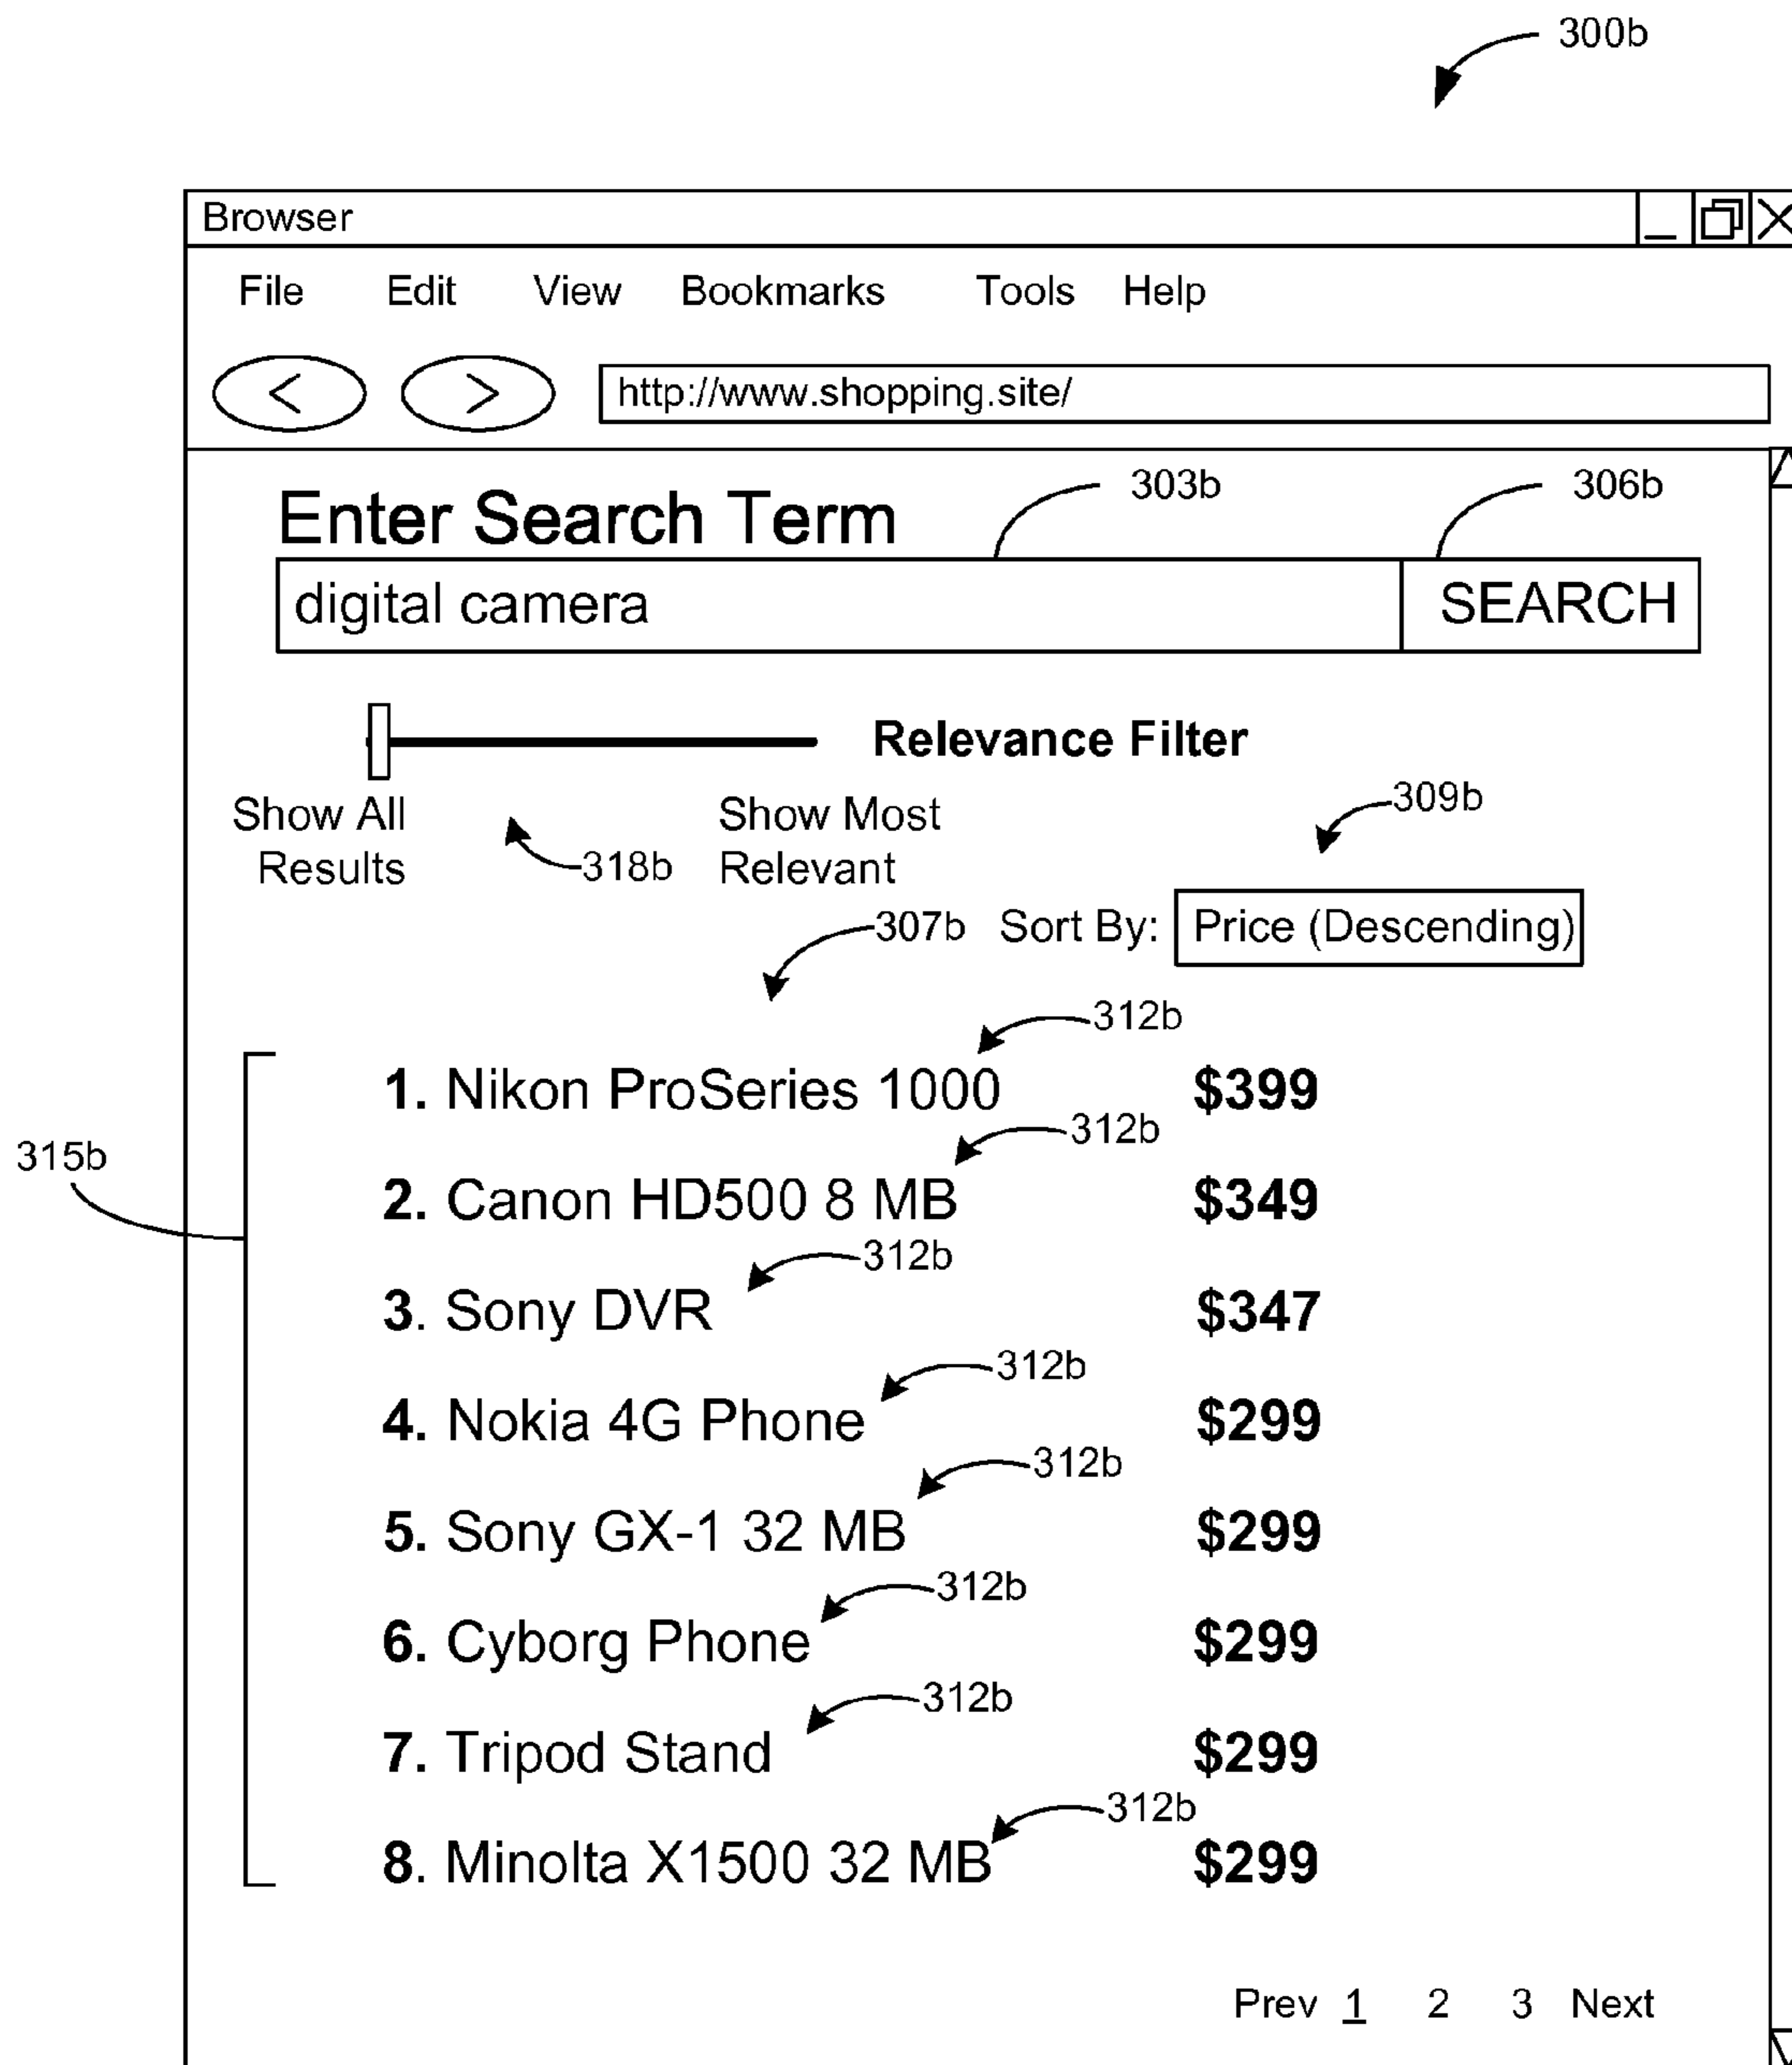 300b
Browser
File Edit View Bookmarks Tools Help
< > http://www.shopping.site/
303b 306b
Enter Search Term
digital camera SEARCH
Relevance Filter
Show All Results
Show Most Relevant
318b
309b
307b Sort By: Price (Descending)
312b
1. Nikon ProSeries 1000 $399
312b
315b
2. Canon HD500 8 MB $349
312b
3. Sony DVR $347
312b
4. Nokia 4G Phone $299
312b
5. Sony GX-1 32 MB $299
312b
6. Cyborg Phone $299
312b
7. Tripod Stand $299
312b
8. Minolta X1500 32 MB $299
Prev 1 2 3 Next